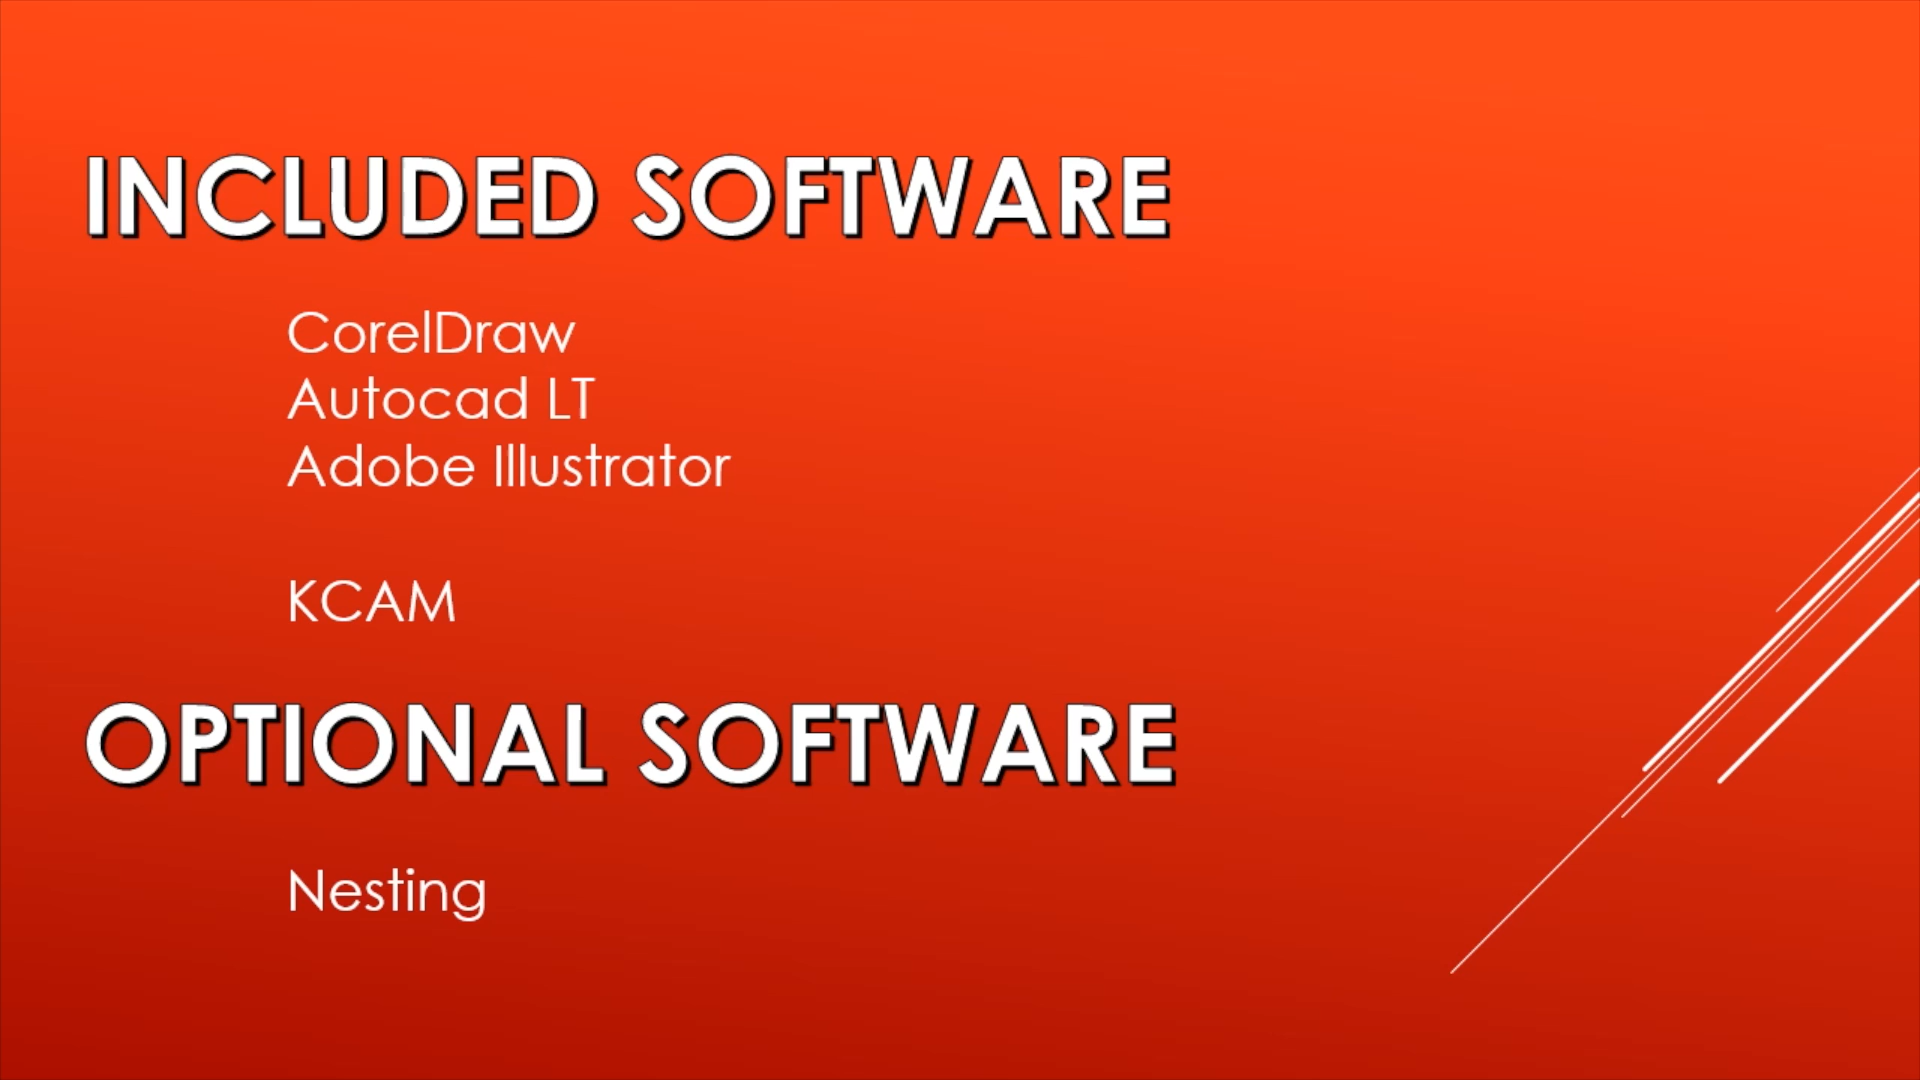 INCLUDED SOFTWARE
CorelDraw
Autocad LT
Adobe Illustrator
KCAM
OPTIONAL SOFTWARE
Nesting